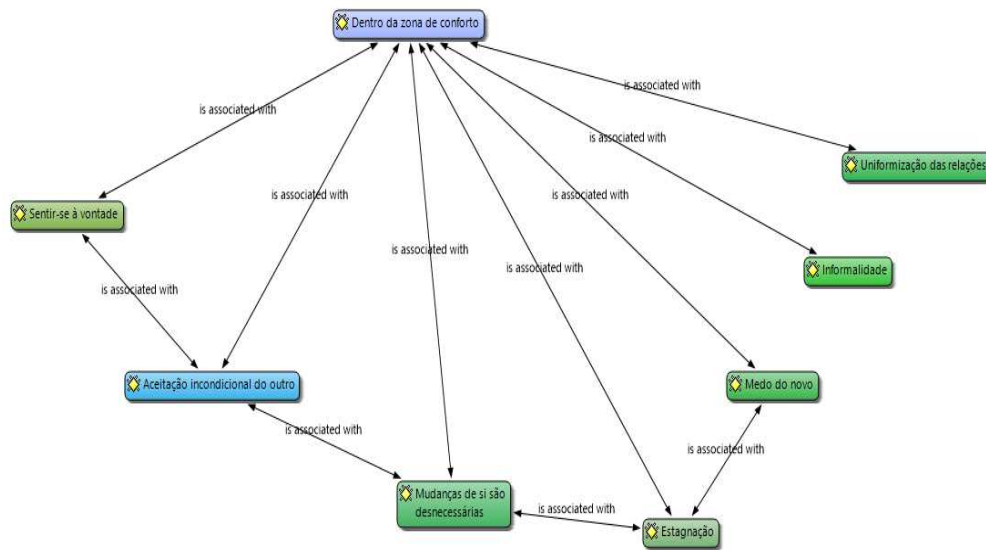 Dentro da zona de conforto
is associated with
is associated with
is associated with
Uniformização das relações
is associated with
is associated with
Sentir-se à vontade
is associated with
is associated with
Informalidade
is associated with
Aceitação incondicional do outro
Medo do novo
is associated with
is associated with
Mudanças de si são
desnecessárias
is associated with
Estagnação